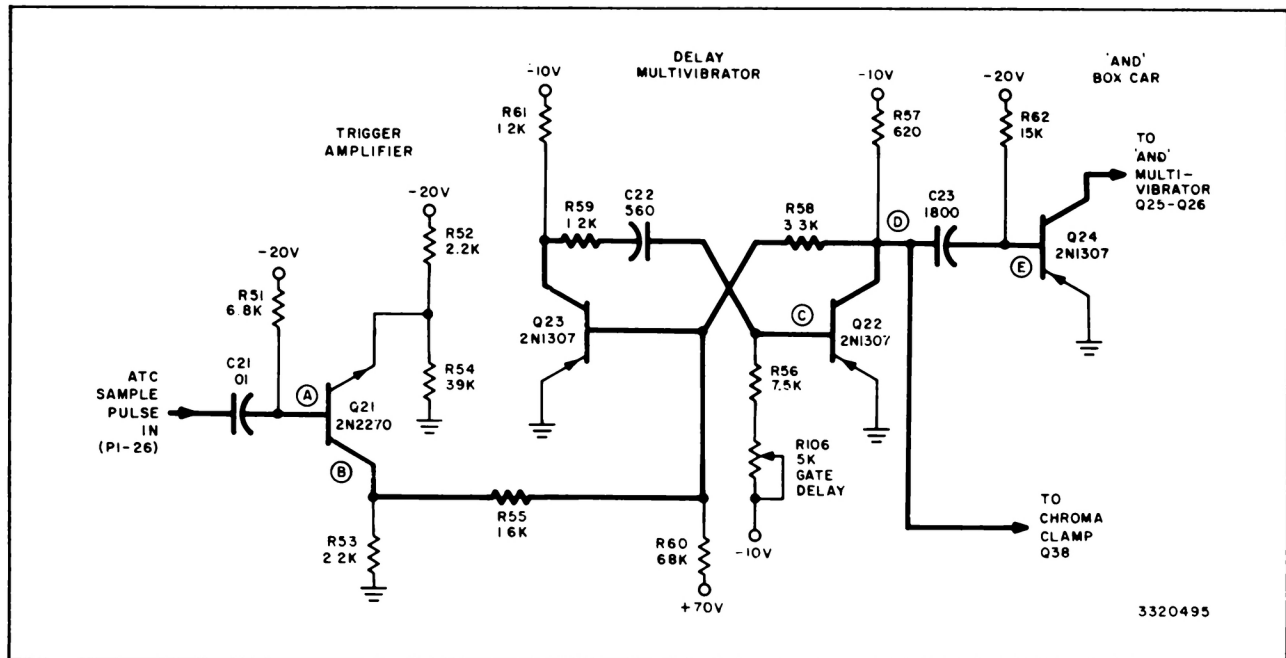 DELAY
MULTIVIBRATOR
'AND'
BOX CAR
TRIGGER
AMPLIFIER
-10V
R61
1.2K
-10V
R57
620
-20V
R62
15K
TO
'AND'
MULTI-
VIBRATOR
Q25-Q26
-20V
R52
2.2K
R59
1.2K
C22
560
R58
3.3K
D
C23
1800
Q24
2N1307
E
-20V
R51
6.8K
Q23
2N1307
C
Q22
2N1307
ATC
SAMPLE
PULSE
IN
(P1-26)
C21
01
A
Q21
2N2270
B
R54
39K
R56
7.5K
R106
5K
GATE
DELAY
-10V
R55
16K
R53
2.2K
R60
68K
+70V
TO
CHROMA
CLAMP
Q38
3320495